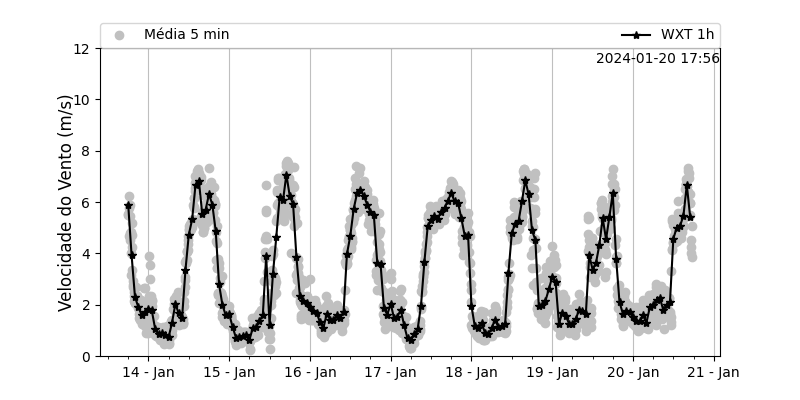 Média 5 min
WXT 1h
2024-01-20 17:56
Velocidade do Vento (m/s)
12
10
8
6
4
2
0
14 - Jan 15 - Jan 16 - Jan 17 - Jan 18 - Jan 19 - Jan 20 - Jan 21 - Jan